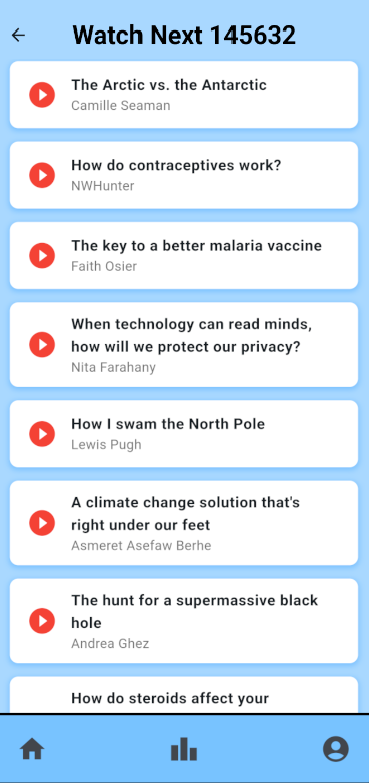 Watch Next 145632
The Arctic vs. the Antarctic
Camille Seaman
How do contraceptives work?
NWHunter
The key to a better malaria vaccine
Faith Osier
When technology can read minds,
how will we protect our privacy?
Nita Farahany
How I swam the North Pole
Lewis Pugh
A climate change solution that's
right under our feet
Asmeret Asefaw Berhe
The hunt for a supermassive black
hole
Andrea Ghez
How do steroids affect your